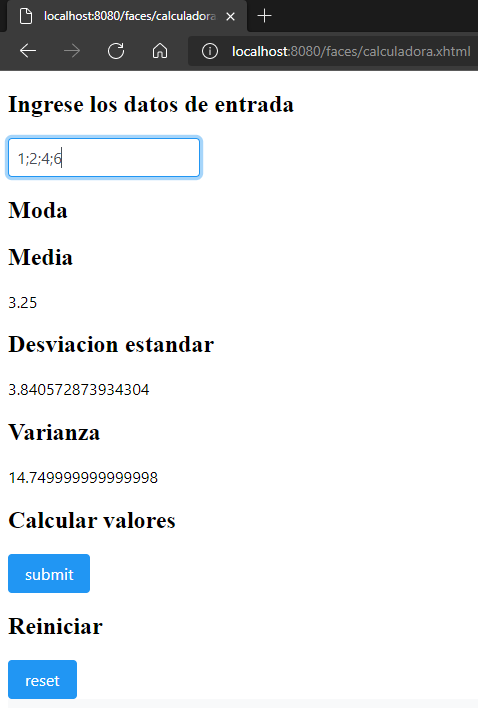 localhost:8080/faces/calculadora
localhost:8080/faces/calculadora.xhtml
Ingrese los datos de entrada
1;2;4;6
Moda
Media
3.25
Desviacion estandar
3.840572873934304
Varianza
14.749999999999998
Calcular valores
submit
Reiniciar
reset